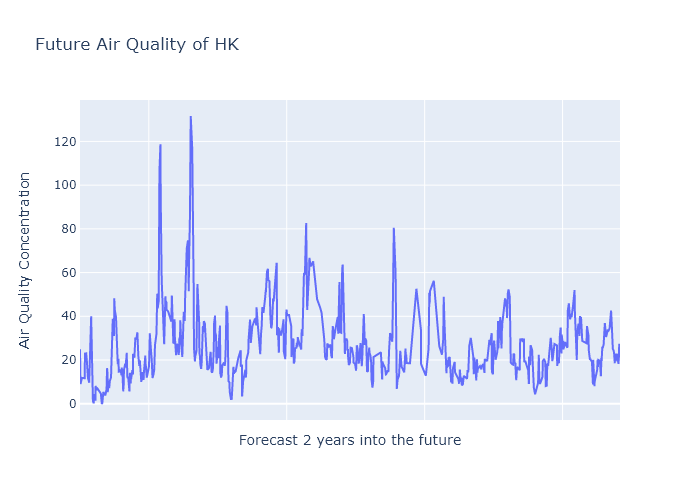 Future Air Quality of HK
120
100
80
60
40
20
0
Air Quality Concentration
Forecast 2 years into the future